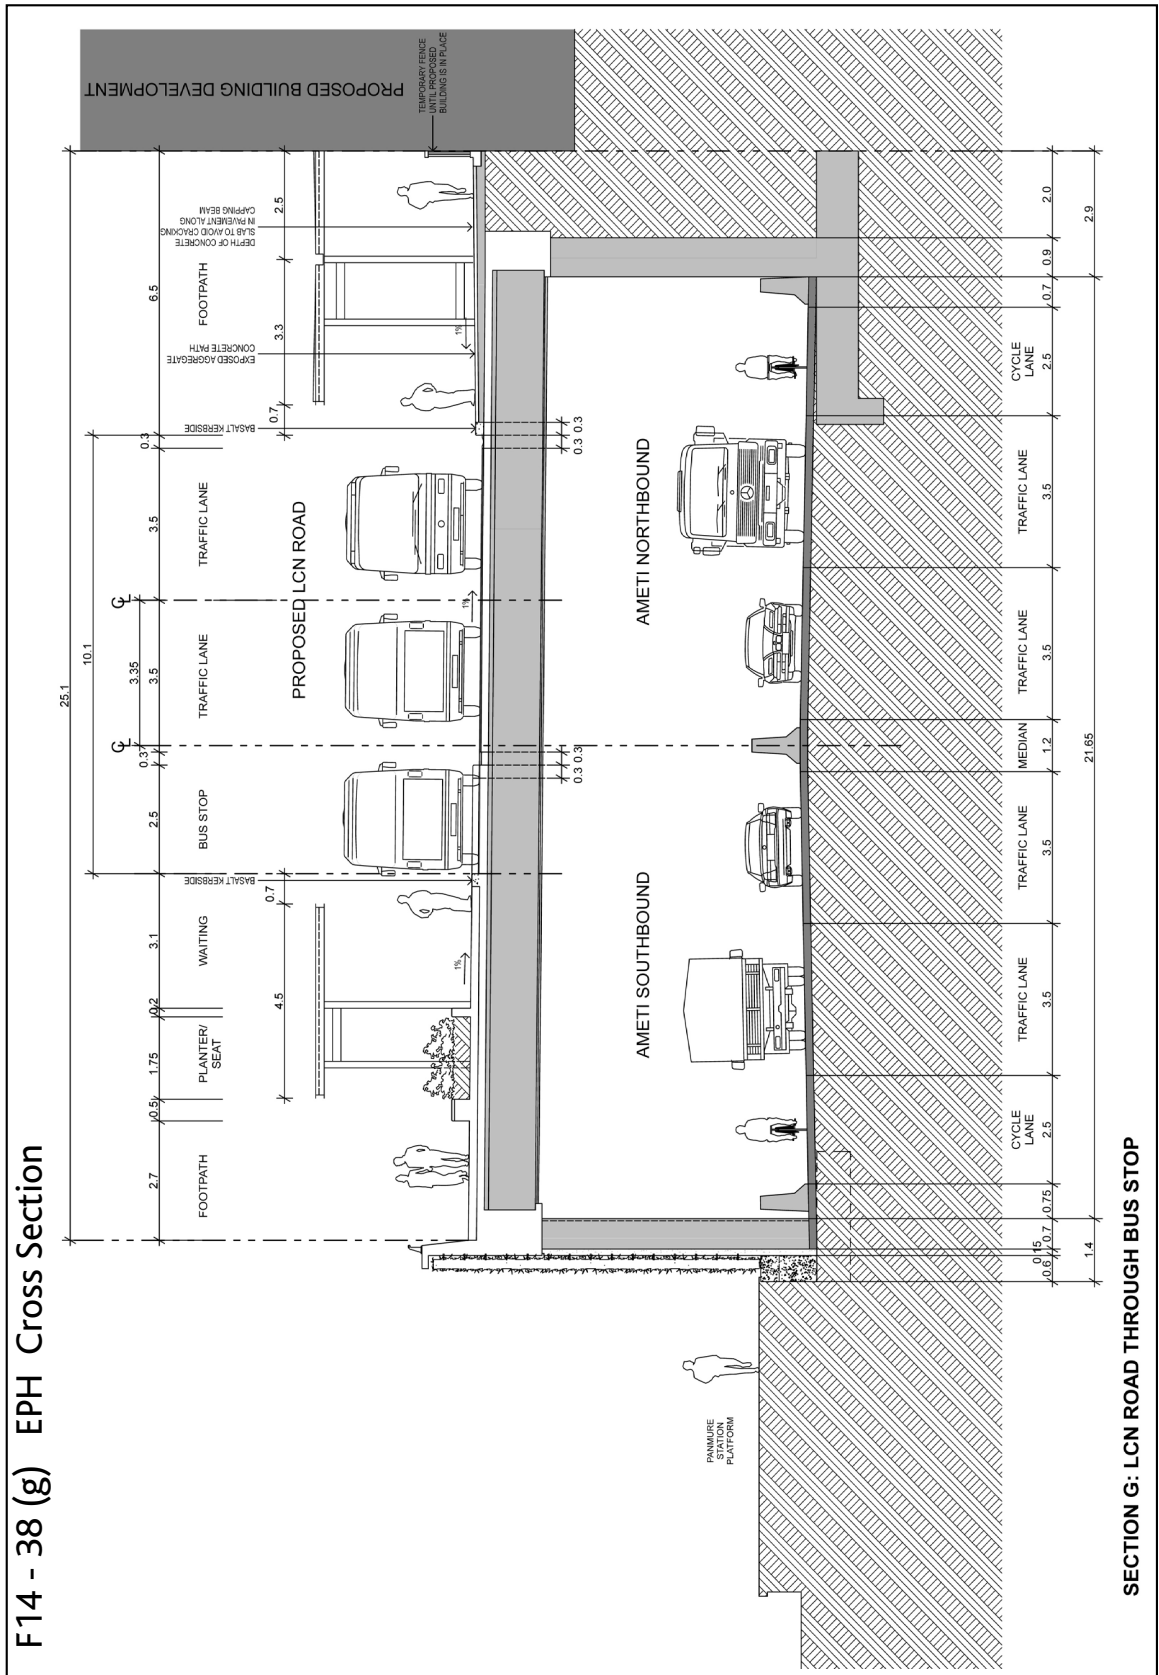 F14 - 38 (g)   EPH  Cross Section
25.1
10.1
3.35
2.7
0.5
1.75
0.2
3.1
2.5
0.3
3.5
3.5
0.3
6.5
FOOTPATH
PLANTER/
SEAT
WAITING
BUS STOP
TRAFFIC LANE
TRAFFIC LANE
FOOTPATH
PROPOSED BUILDING DEVELOPMENT
4.5
0.7
0.7
3.3
2.5
BASALT KERBSIDE
BASALT KERBSIDE
EXPOSED AGGREGATE
CONCRETE PATH
DEPTH OF CONCRETE
SLAB TO AVOID CRACKING
IN PAVEMENT ALONG
CAPPING BEAM
PROPOSED LCN ROAD
TEMPORARY FENCE
UNTIL PROPOSED
BUILDING IS IN PLACE
1%
1%
1%
0.3
0.3
0.3
0.3
AMETI SOUTHBOUND
AMETI NORTHBOUND
PANMURE
STATION
PLATFORM
CYCLE
LANE
TRAFFIC LANE
TRAFFIC LANE
MEDIAN
TRAFFIC LANE
TRAFFIC LANE
CYCLE
LANE
0.6
0.15
0.7
0.75
2.5
3.5
3.5
1.2
3.5
3.5
2.5
0.7
0.9
2.0
1.4
21.65
2.9
SECTION G: LCN ROAD THROUGH BUS STOP